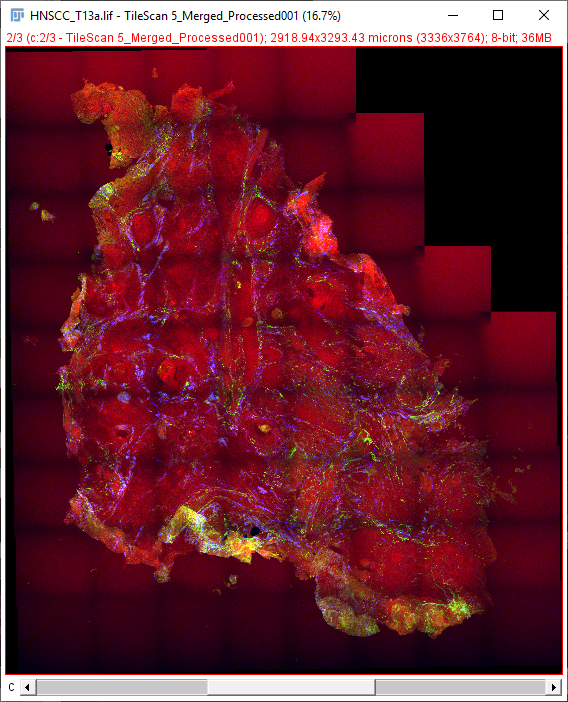 HNSCC_T13a.lif - TileScan 5_Merged_Processed001 (16.7%)
2/3 (c:2/3 - TileScan 5_Merged_Processed001); 2918.94x3293.43 microns (3336x3764); 8-bit; 36MB
C